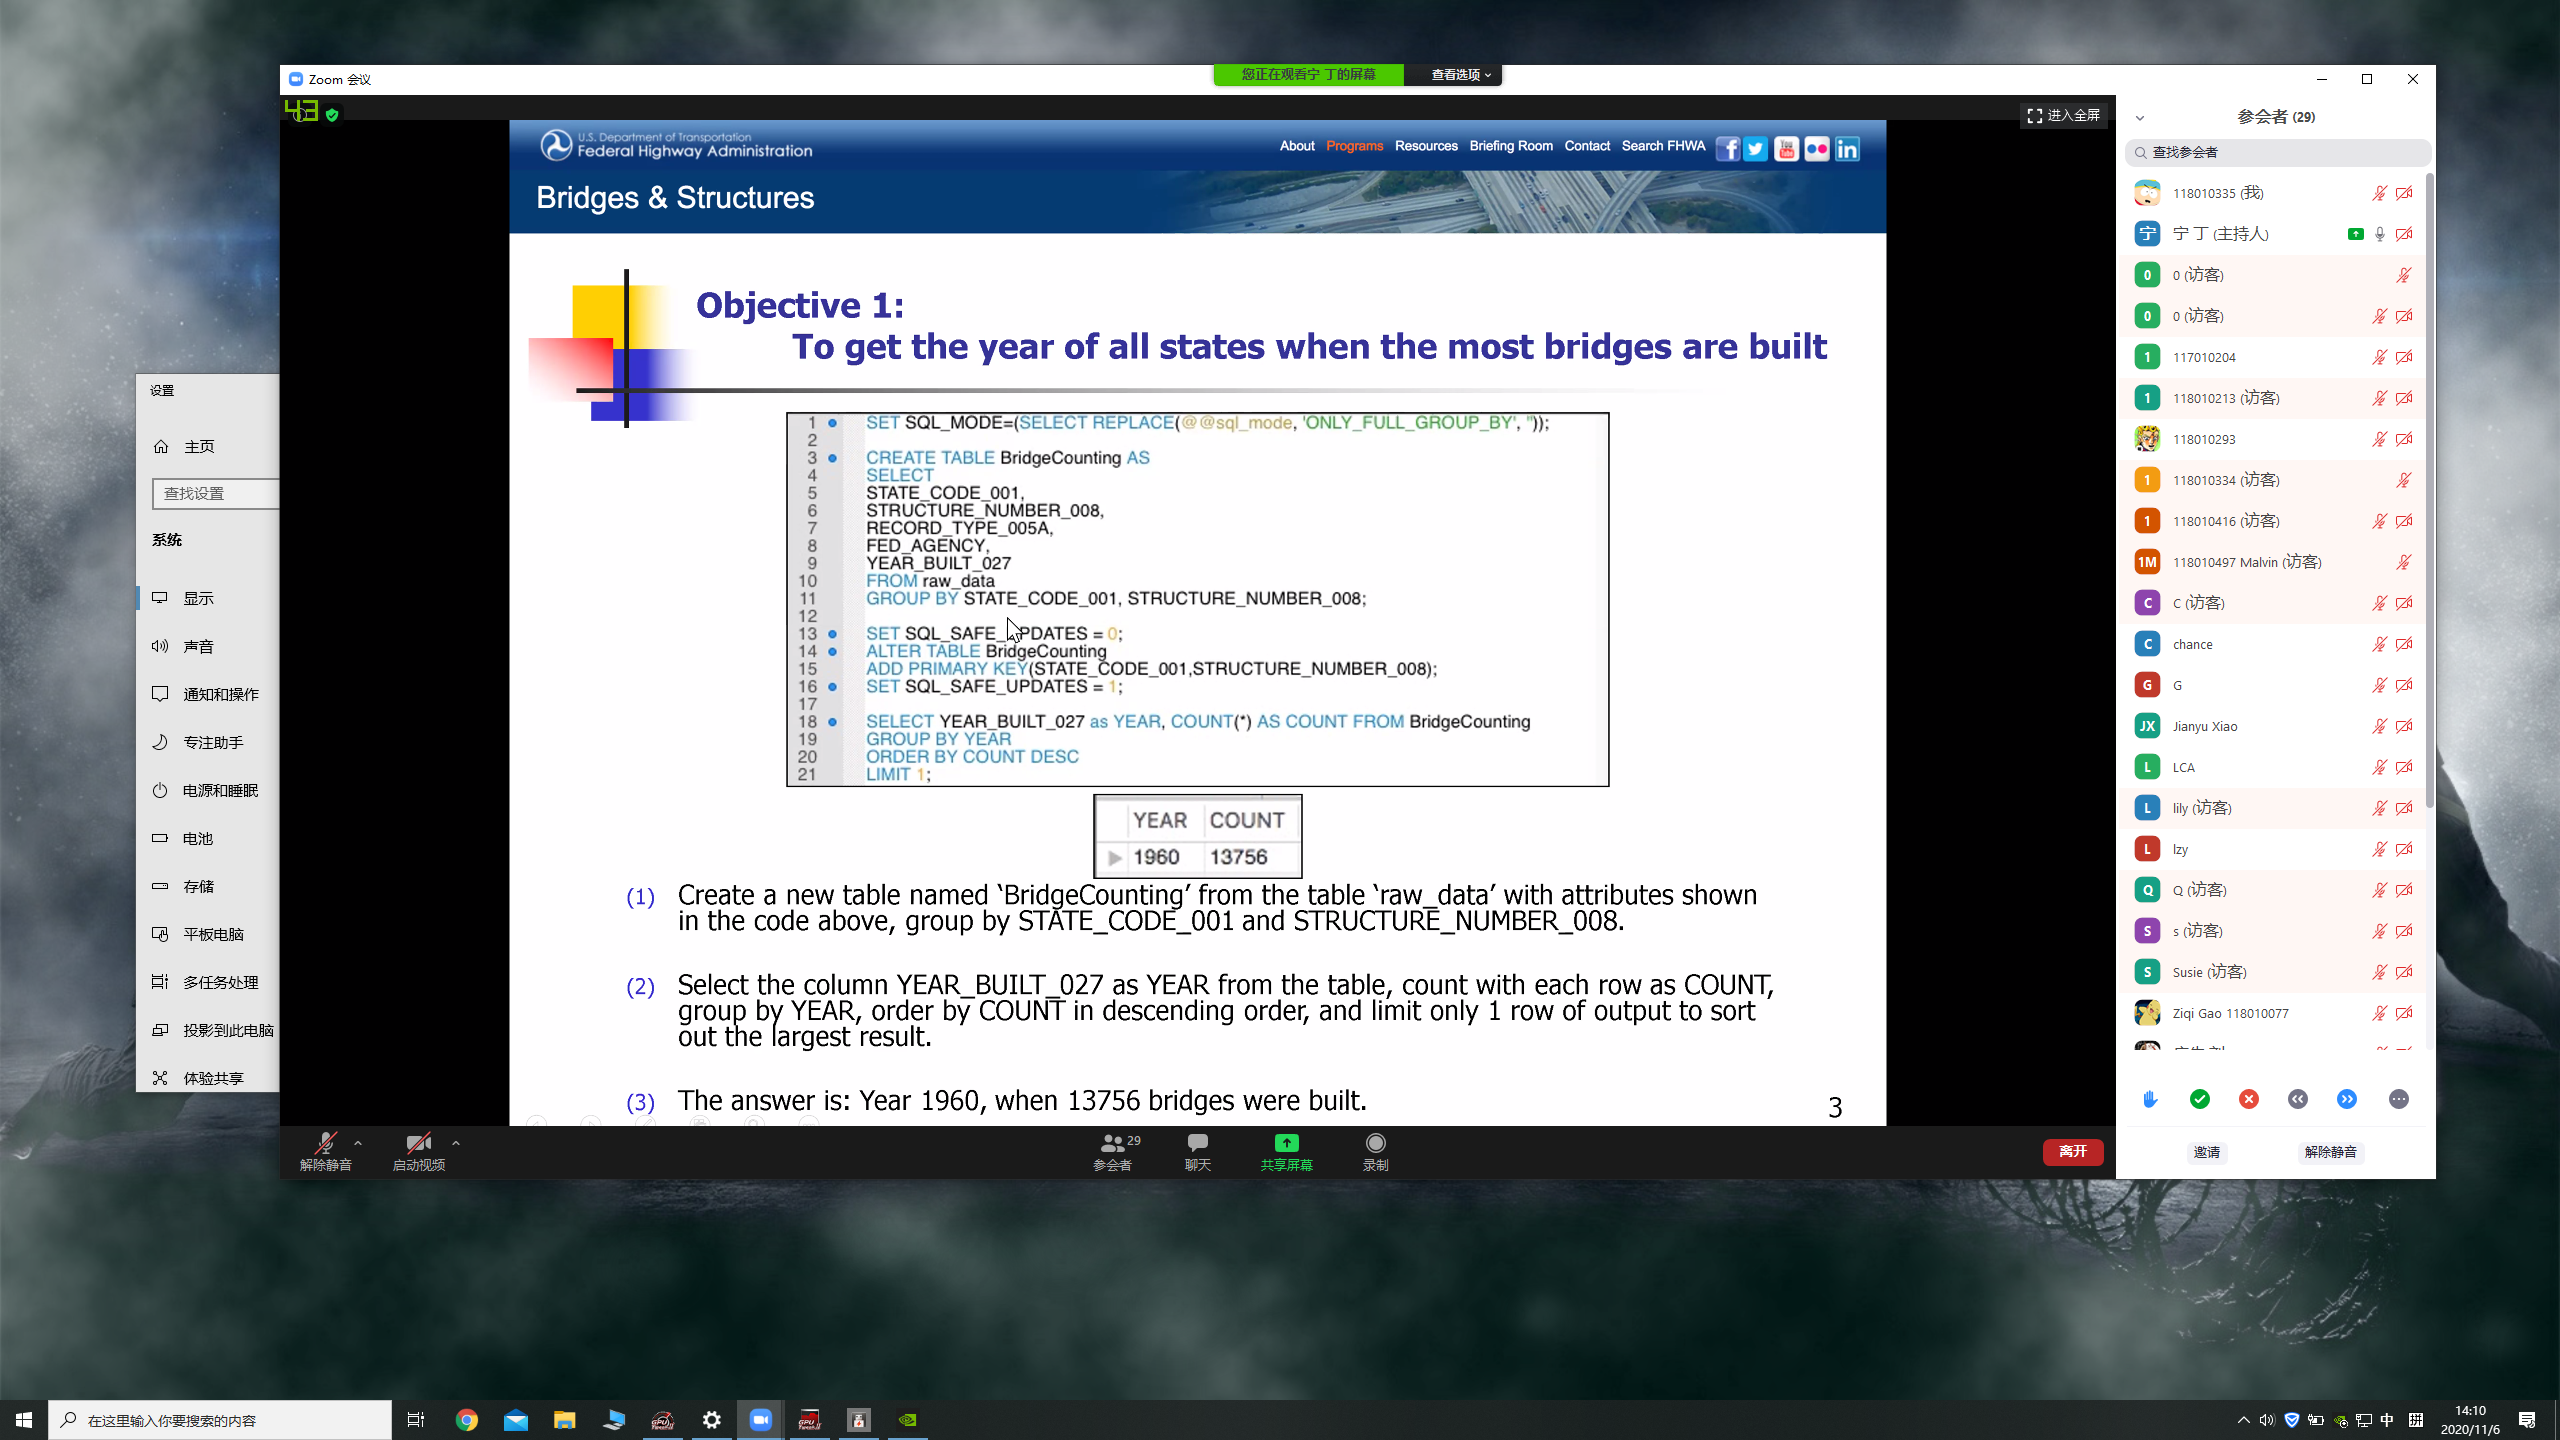 Zoom 会议
您正在观看宁 丁的屏幕
查看选项
43
进入全屏
U.S. Department of Transportation
Federal Highway Administration
About Programs Resources Briefing Room Contact Search FHWA
Bridges & Structures
Objective 1:
To get the year of all states when the most bridges are built
1 SET SQL_MODE=(SELECT REPLACE(@@sql_mode, 'ONLY_FULL_GROUP_BY', ''));
2
3 CREATE TABLE BridgeCounting AS
4 SELECT
5 STATE_CODE_001,
6 STRUCTURE_NUMBER_008,
7 RECORD_TYPE_005A,
8 FED_AGENCY,
9 YEAR_BUILT_027
10 FROM raw_data
11 GROUP BY STATE_CODE_001, STRUCTURE_NUMBER_008;
12
13 SET SQL_SAFE_UPDATES = 0;
14 ALTER TABLE BridgeCounting
15 ADD PRIMARY KEY(STATE_CODE_001,STRUCTURE_NUMBER_008);
16 SET SQL_SAFE_UPDATES = 1;
17
18 SELECT YEAR_BUILT_027 as YEAR, COUNT(*) AS COUNT FROM BridgeCounting
19 GROUP BY YEAR
20 ORDER BY COUNT DESC
21 LIMIT 1;
YEAR COUNT
1960 13756
(1) Create a new table named ‘BridgeCounting’ from the table ‘raw_data’ with attributes shown
in the code above, group by STATE_CODE_001 and STRUCTURE_NUMBER_008.
(2) Select the column YEAR_BUILT_027 as YEAR from the table, count with each row as COUNT,
group by YEAR, order by COUNT in descending order, and limit only 1 row of output to sort
out the largest result.
(3) The answer is: Year 1960, when 13756 bridges were built.
3
解除静音
启动视频
29
参会者
聊天
共享屏幕
录制
离开
参会者 (29)
查找参会者
118010335 (我)
宁 宁 丁 (主持人)
0 0 (访客)
0 0 (访客)
1 117010204
1 118010213 (访客)
118010293
1 118010334 (访客)
1 118010416 (访客)
1M 118010497 Malvin (访客)
C C (访客)
C chance
G G
JX Jianyu Xiao
L LCA
L lily (访客)
L lzy
Q Q (访客)
S s (访客)
S Susie (访客)
Ziqi Gao 118010077
邀请
解除静音
设置
主页
查找设置
系统
显示
声音
通知和操作
专注助手
电源和睡眠
电池
存储
平板电脑
多任务处理
投影到此电脑
体验共享
在这里输入你要搜索的内容
中
拼
14:10
2020/11/6